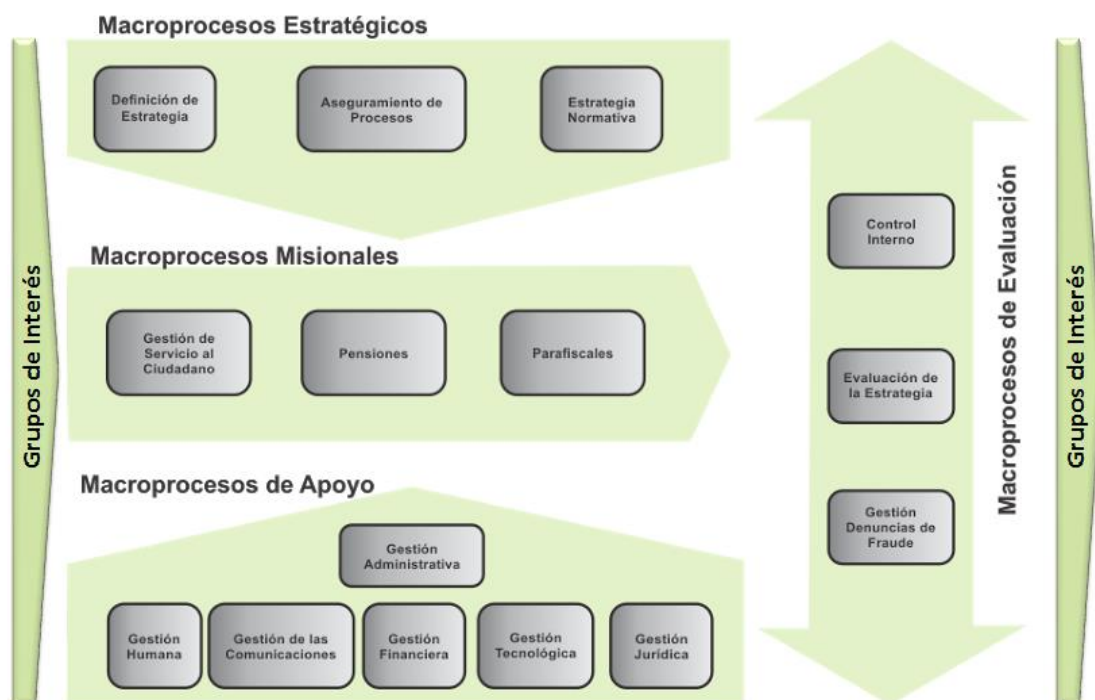 Macroprocesos Estratégicos
Definición de
Estrategia
Aseguramiento de
Procesos
Estrategia
Normativa
Macroprocesos Misionales
Gestión de
Servicio al
Ciudadano
Pensiones
Parafiscales
Macroprocesos de Apoyo
Gestión
Administrativa
Gestión
Humana
Gestión de las
Comunicaciones
Gestión
Financiera
Gestión
Tecnológica
Gestión
Jurídica
Control
Interno
Evaluación de
la Estrategia
Gestión
Denuncias de
Fraude
Macroprocesos de Evaluación
Grupos de Interés
Grupos de Interés